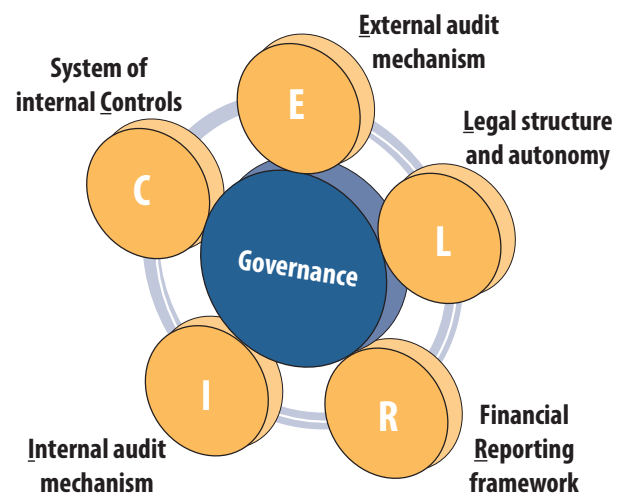 External audit
mechanism
E
System of
internal Controls
C
Legal structure
and autonomy
L
Governance
I
Internal audit
mechanism
R
Financial
Reporting
framework